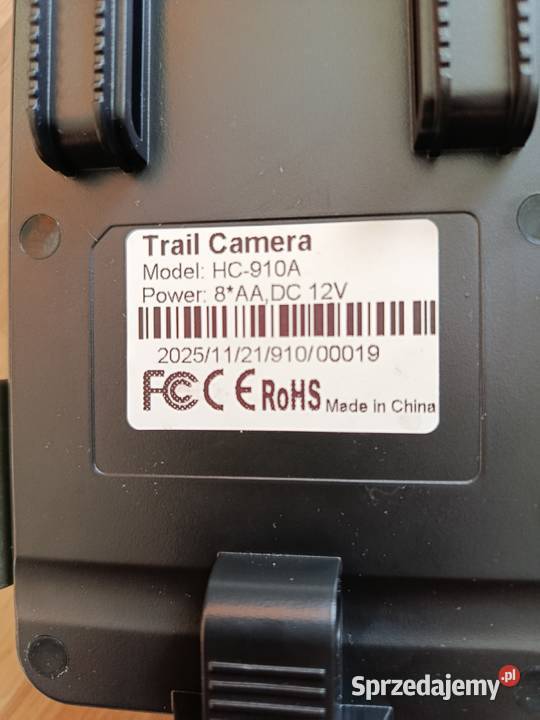 Trail Camera
Model: HC-910A
Power: 8*AA,DC 12V
2025/11/21/910/00019
FC CE RoHS Made in China
Sprzedajemy.pl